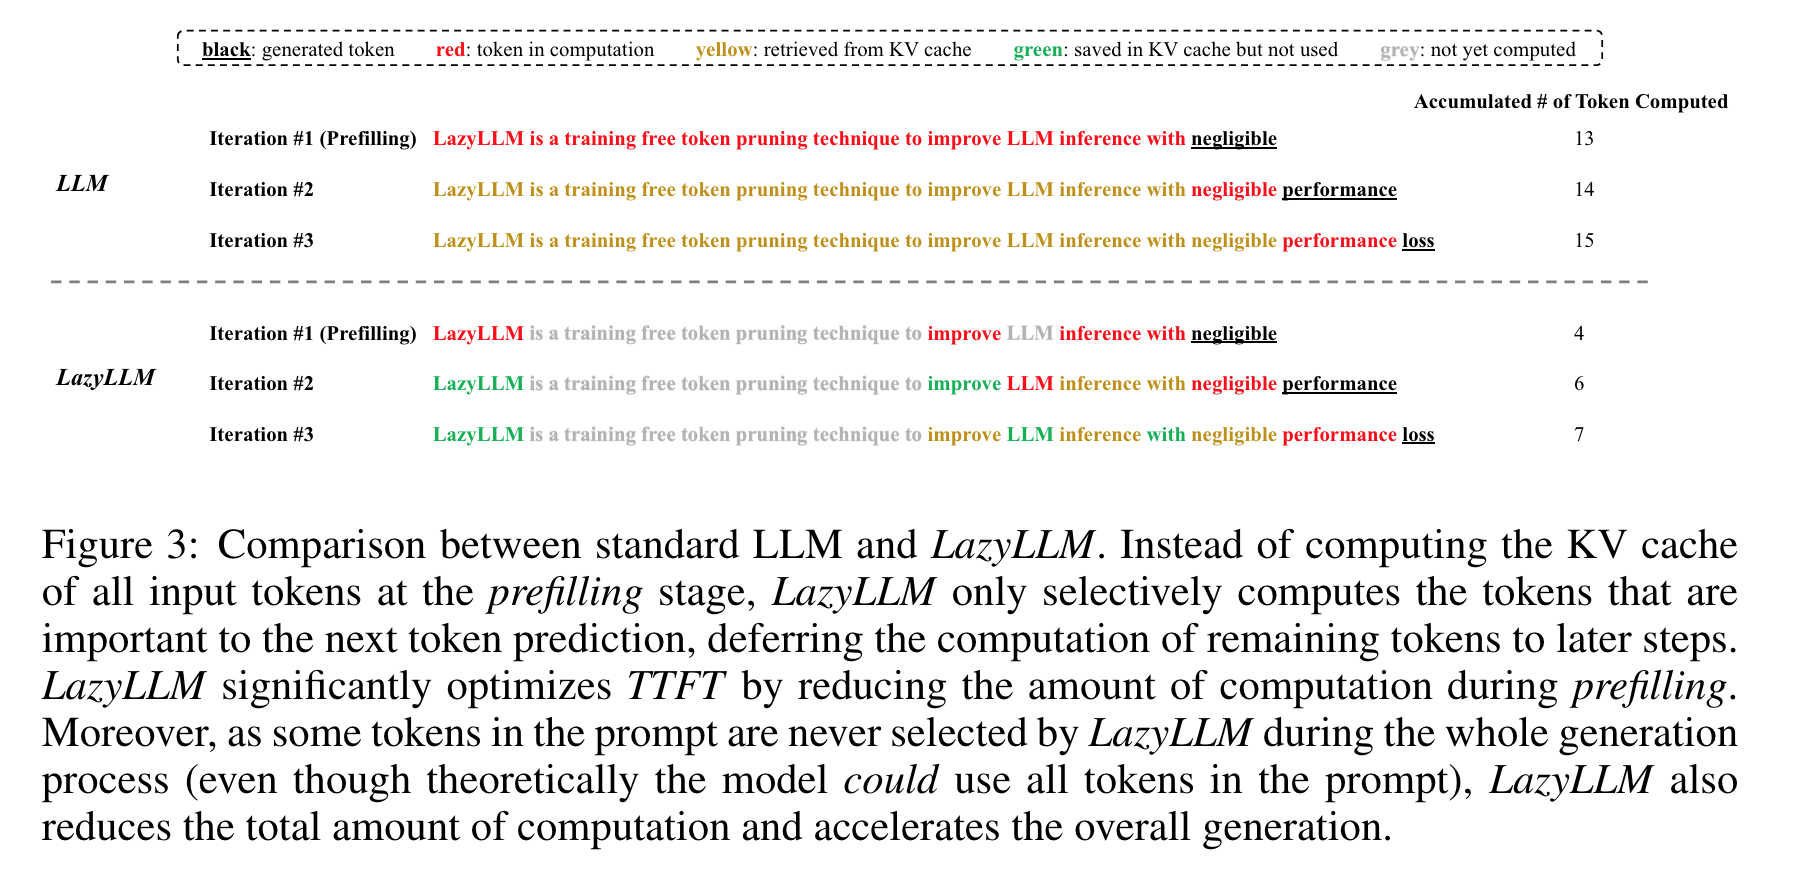 black: generated token red: token in computation yellow: retrieved from KV cache green: saved in KV cache but not used grey: not yet computed
Accumulated # of Token Computed
LLM
Iteration #1 (Prefilling) LazyLLM is a training free token pruning technique to improve LLM inference with negligible 13
Iteration #2 LazyLLM is a training free token pruning technique to improve LLM inference with negligible performance 14
Iteration #3 LazyLLM is a training free token pruning technique to improve LLM inference with negligible performance loss 15
LazyLLM
Iteration #1 (Prefilling) LazyLLM is a training free token pruning technique to improve LLM inference with negligible 4
Iteration #2 LazyLLM is a training free token pruning technique to improve LLM inference with negligible performance 6
Iteration #3 LazyLLM is a training free token pruning technique to improve LLM inference with negligible performance loss 7
Figure 3: Comparison between standard LLM and LazyLLM. Instead of computing the KV cache
of all input tokens at the prefilling stage, LazyLLM only selectively computes the tokens that are
important to the next token prediction, deferring the computation of remaining tokens to later steps.
LazyLLM significantly optimizes TTFT by reducing the amount of computation during prefilling.
Moreover, as some tokens in the prompt are never selected by LazyLLM during the whole generation
process (even though theoretically the model could use all tokens in the prompt), LazyLLM also
reduces the total amount of computation and accelerates the overall generation.